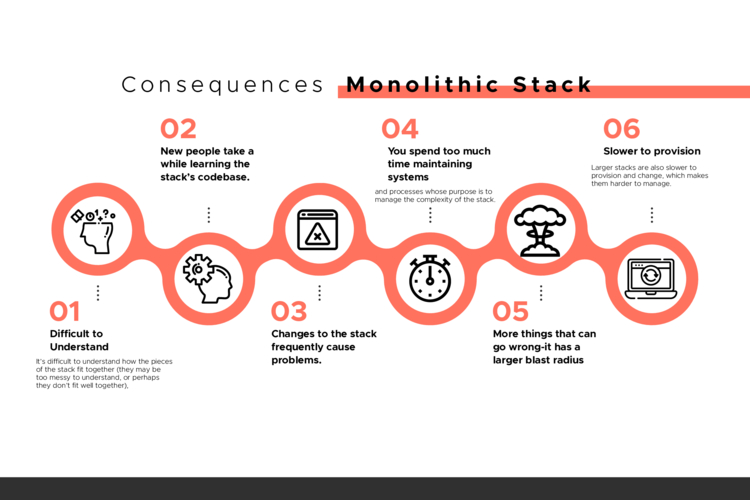 Consequences Monolithic Stack
01
Difficult to
Understand
It's difficult to understand how the pieces
of the stack fit together (they may be
too messy to understand, or perhaps
they don't fit well together),
02
New people take a
while learning the
stack's codebase.
03
Changes to the stack
frequently cause
problems.
04
You spend too much
time maintaining
systems
and processes whose purpose is to
manage the complexity of the stack.
05
More things that can
go wrong-it has a
larger blast radius
06
Slower to provision
Larger stacks are also slower to
provision and change, which makes
them harder to manage.